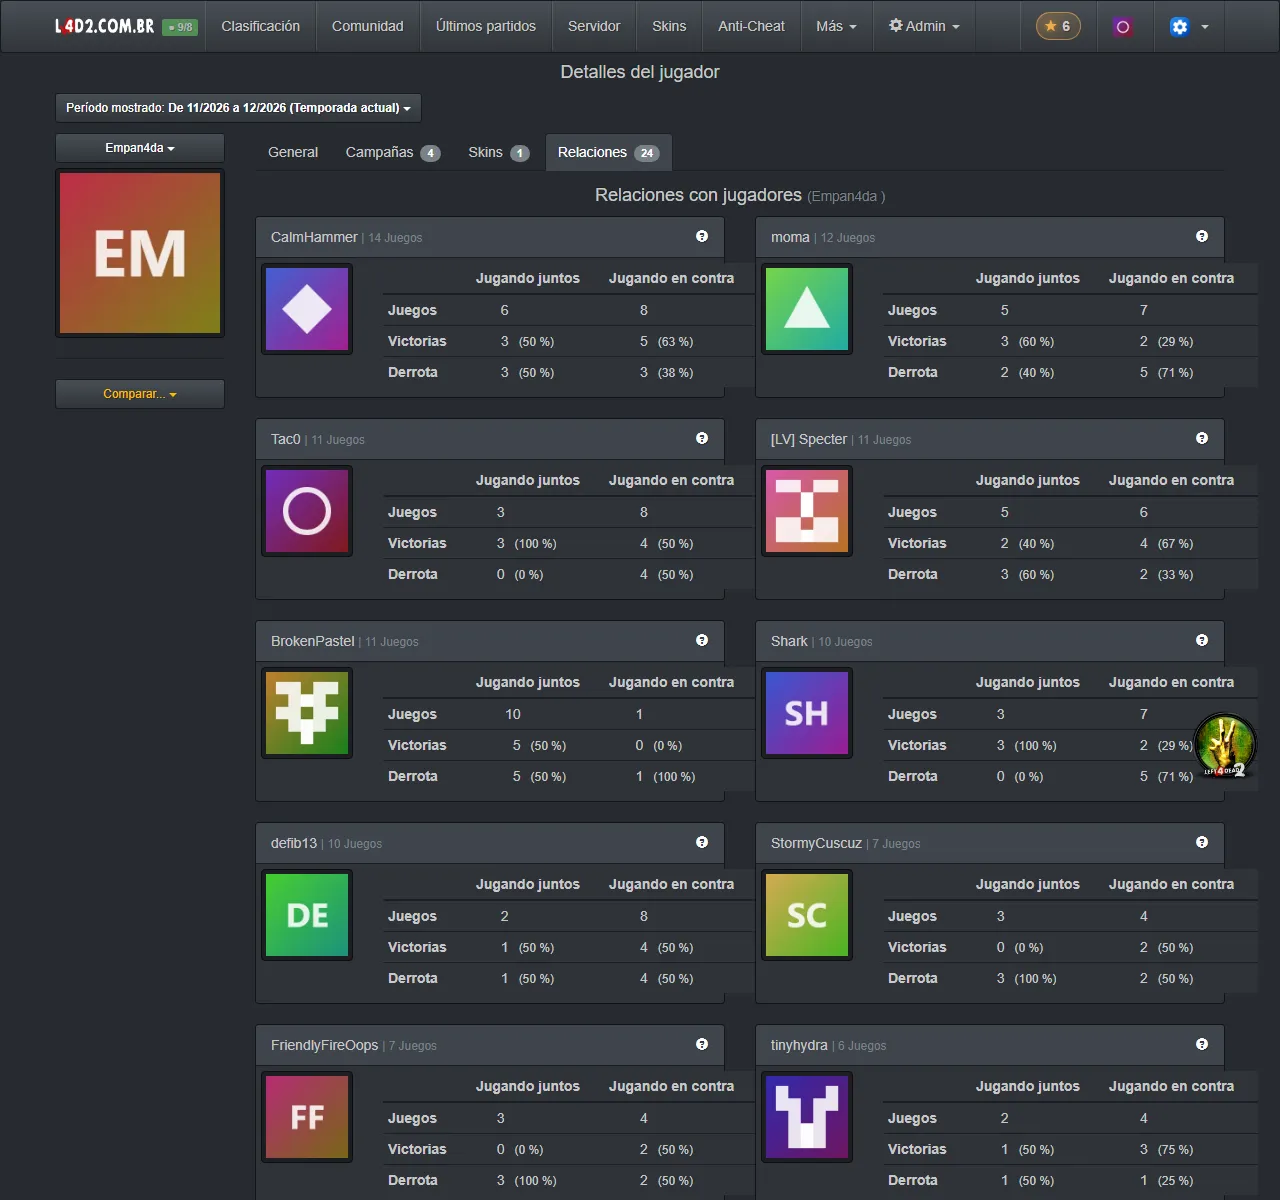 L4D2.COM.BR 9/8 Clasificación Comunidad Últimos partidos Servidor Skins Anti-Cheat Más Admin 6
Detalles del jugador
Período mostrado: De 11/2026 a 12/2026 (Temporada actual)
Empan4da
EM
Comparar...
General Campañas 4 Skins 1 Relaciones 24
Relaciones con jugadores (Empan4da )
CalmHammer | 14 Juegos
Jugando juntos Jugando en contra
Juegos 6 8
Victorias 3 (50 %) 5 (63 %)
Derrota 3 (50 %) 3 (38 %)
moma | 12 Juegos
Jugando juntos Jugando en contra
Juegos 5 7
Victorias 3 (60 %) 2 (29 %)
Derrota 2 (40 %) 5 (71 %)
Tac0 | 11 Juegos
Jugando juntos Jugando en contra
Juegos 3 8
Victorias 3 (100 %) 4 (50 %)
Derrota 0 (0 %) 4 (50 %)
[LV] Specter | 11 Juegos
Jugando juntos Jugando en contra
Juegos 5 6
Victorias 2 (40 %) 4 (67 %)
Derrota 3 (60 %) 2 (33 %)
BrokenPastel | 11 Juegos
Jugando juntos Jugando en contra
Juegos 10 1
Victorias 5 (50 %) 0 (0 %)
Derrota 5 (50 %) 1 (100 %)
Shark | 10 Juegos
SH
Jugando juntos Jugando en contra
Juegos 3 7
Victorias 3 (100 %) 2 (29 %)
Derrota 0 (0 %) 5 (71 %)
LEFT 4 DEAD 2
defib13 | 10 Juegos
DE
Jugando juntos Jugando en contra
Juegos 2 8
Victorias 1 (50 %) 4 (50 %)
Derrota 1 (50 %) 4 (50 %)
StormyCuscuz | 7 Juegos
SC
Jugando juntos Jugando en contra
Juegos 3 4
Victorias 0 (0 %) 2 (50 %)
Derrota 3 (100 %) 2 (50 %)
FriendlyFireOops | 7 Juegos
FF
Jugando juntos Jugando en contra
Juegos 3 4
Victorias 0 (0 %) 2 (50 %)
Derrota 3 (100 %) 2 (50 %)
tinyhydra | 6 Juegos
Jugando juntos Jugando en contra
Juegos 2 4
Victorias 1 (50 %) 3 (75 %)
Derrota 1 (50 %) 1 (25 %)